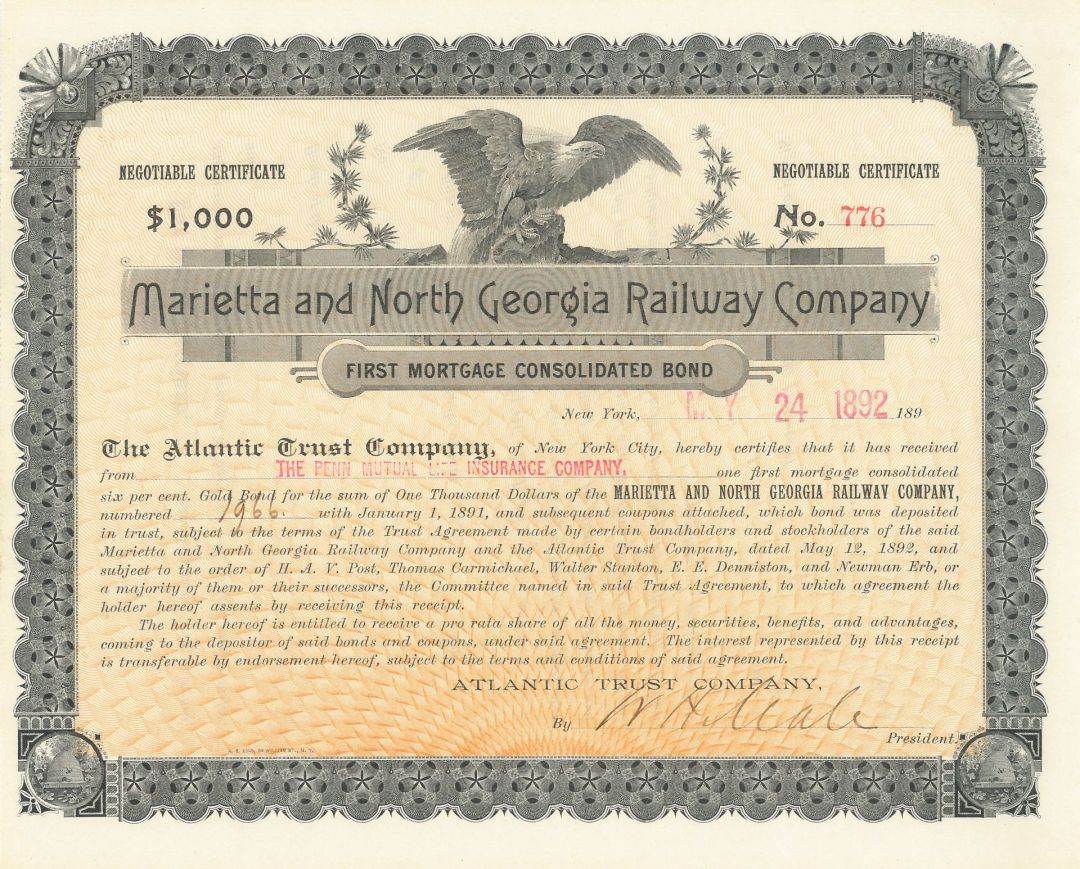 NEGOTIABLE CERTIFICATE
NEGOTIABLE CERTIFICATE
$1,000
No. 776
Marietta and North Georgia Railway Company
FIRST MORTGAGE CONSOLIDATED BOND
New York, MAY 24 1892 189
The Atlantic Trust Company, of New York City, hereby certifies that it has received
from THE PENN MUTUAL LIFE INSURANCE COMPANY, one first mortgage consolidated
six per cent. Gold Bond for the sum of One Thousand Dollars of the MARIETTA AND NORTH GEORGIA RAILWAY COMPANY,
numbered 1966. with January 1, 1891, and subsequent coupons attached, which bond was deposited
in trust, subject to the terms of the Trust Agreement made by certain bondholders and stockholders of the said
Marietta and North Georgia Railway Company and the Atlantic Trust Company, dated May 12, 1892, and
subject to the order of H. A. V. Post, Thomas Carmichael, Walter Stanton, E. E. Denniston, and Newman Erb, or
a majority of them or their successors, the Committee named in said Trust Agreement, to which agreement the
holder hereof assents by receiving this receipt.
The holder hereof is entitled to receive a pro rata share of all the money, securities, benefits, and advantages,
coming to the depositor of said bonds and coupons, under said agreement. The interest represented by this receipt
is transferable by endorsement hereof, subject to the terms and conditions of said agreement.
ATLANTIC TRUST COMPANY,
By
President.